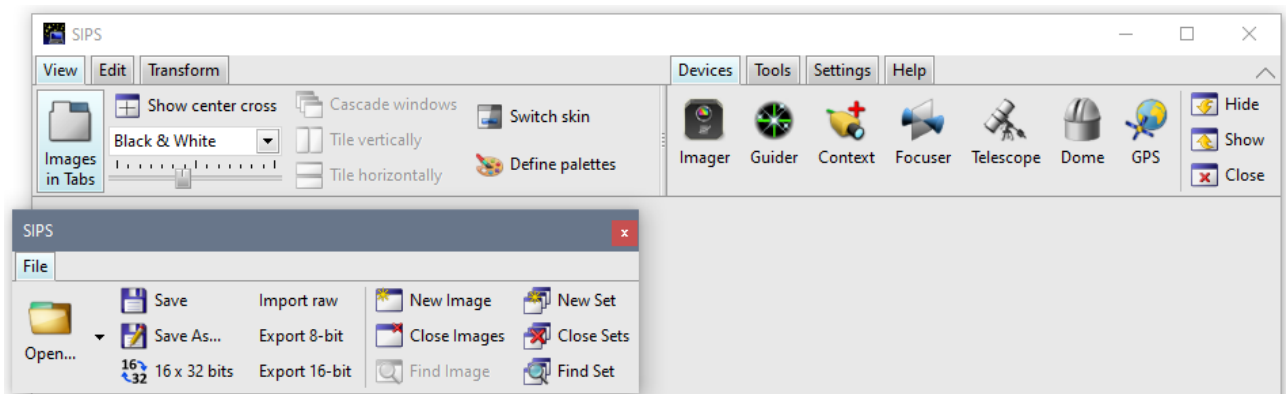 SIPS
View Edit Transform Devices Tools Settings Help
Images in Tabs
Show center cross
Black & White
Cascade windows
Tile vertically
Tile horizontally
Switch skin
Define palettes
Imager Guider Context Focuser Telescope Dome GPS
Hide
Show
Close
SIPS x
File
Open...
Save
Save As...
16 32
16 x 32 bits
Import raw
Export 8-bit
Export 16-bit
New Image
Close Images
Find Image
New Set
Close Sets
Find Set